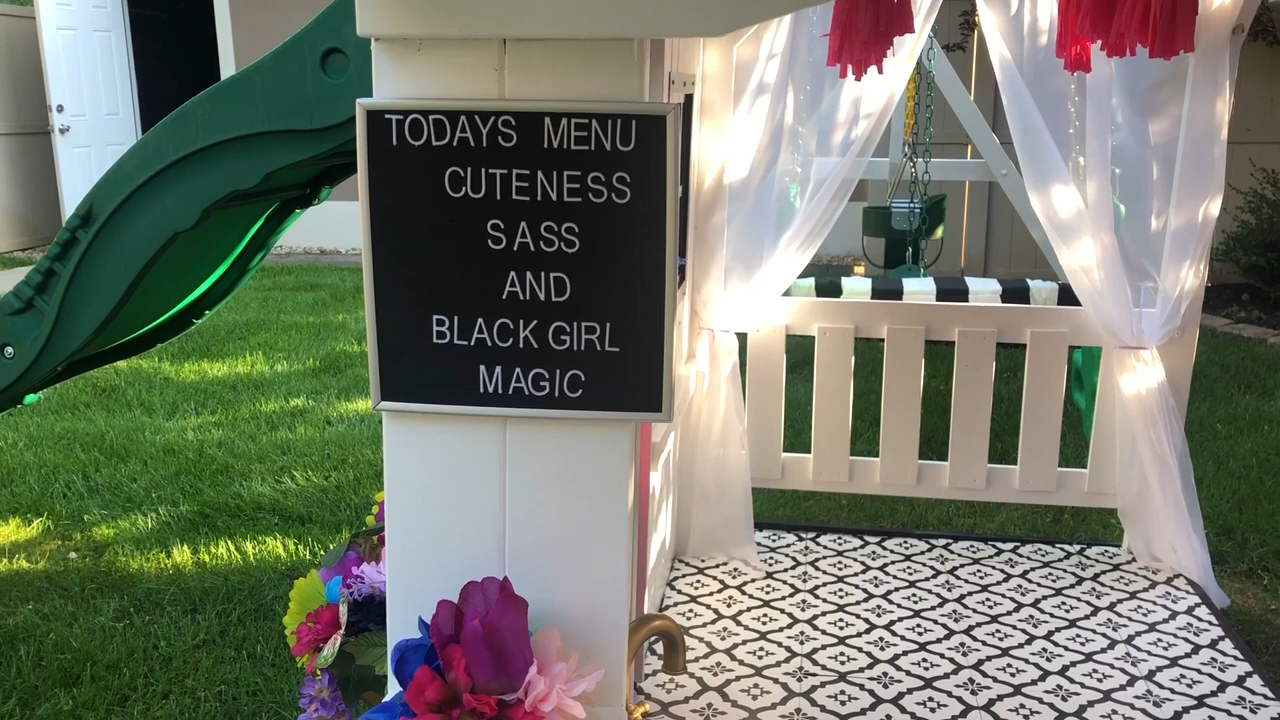 TODAYS MENU
CUTENESS
SASS
AND
BLACK GIRL
MAGIC